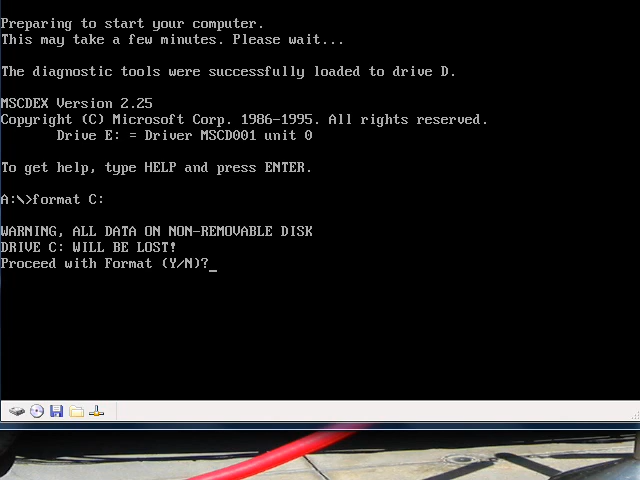 Preparing to start your computer.
This may take a few minutes. Please wait...
The diagnostic tools were successfully loaded to drive D.
MSCDEX Version 2.25
Copyright (C) Microsoft Corp. 1986-1995. All rights reserved.
Drive E: = Driver MSCD001 unit 0
To get help, type HELP and press ENTER.
A:\>format C:
WARNING, ALL DATA ON NON-REMOVABLE DISK
DRIVE C: WILL BE LOST!
Proceed with Format (Y/N)?_